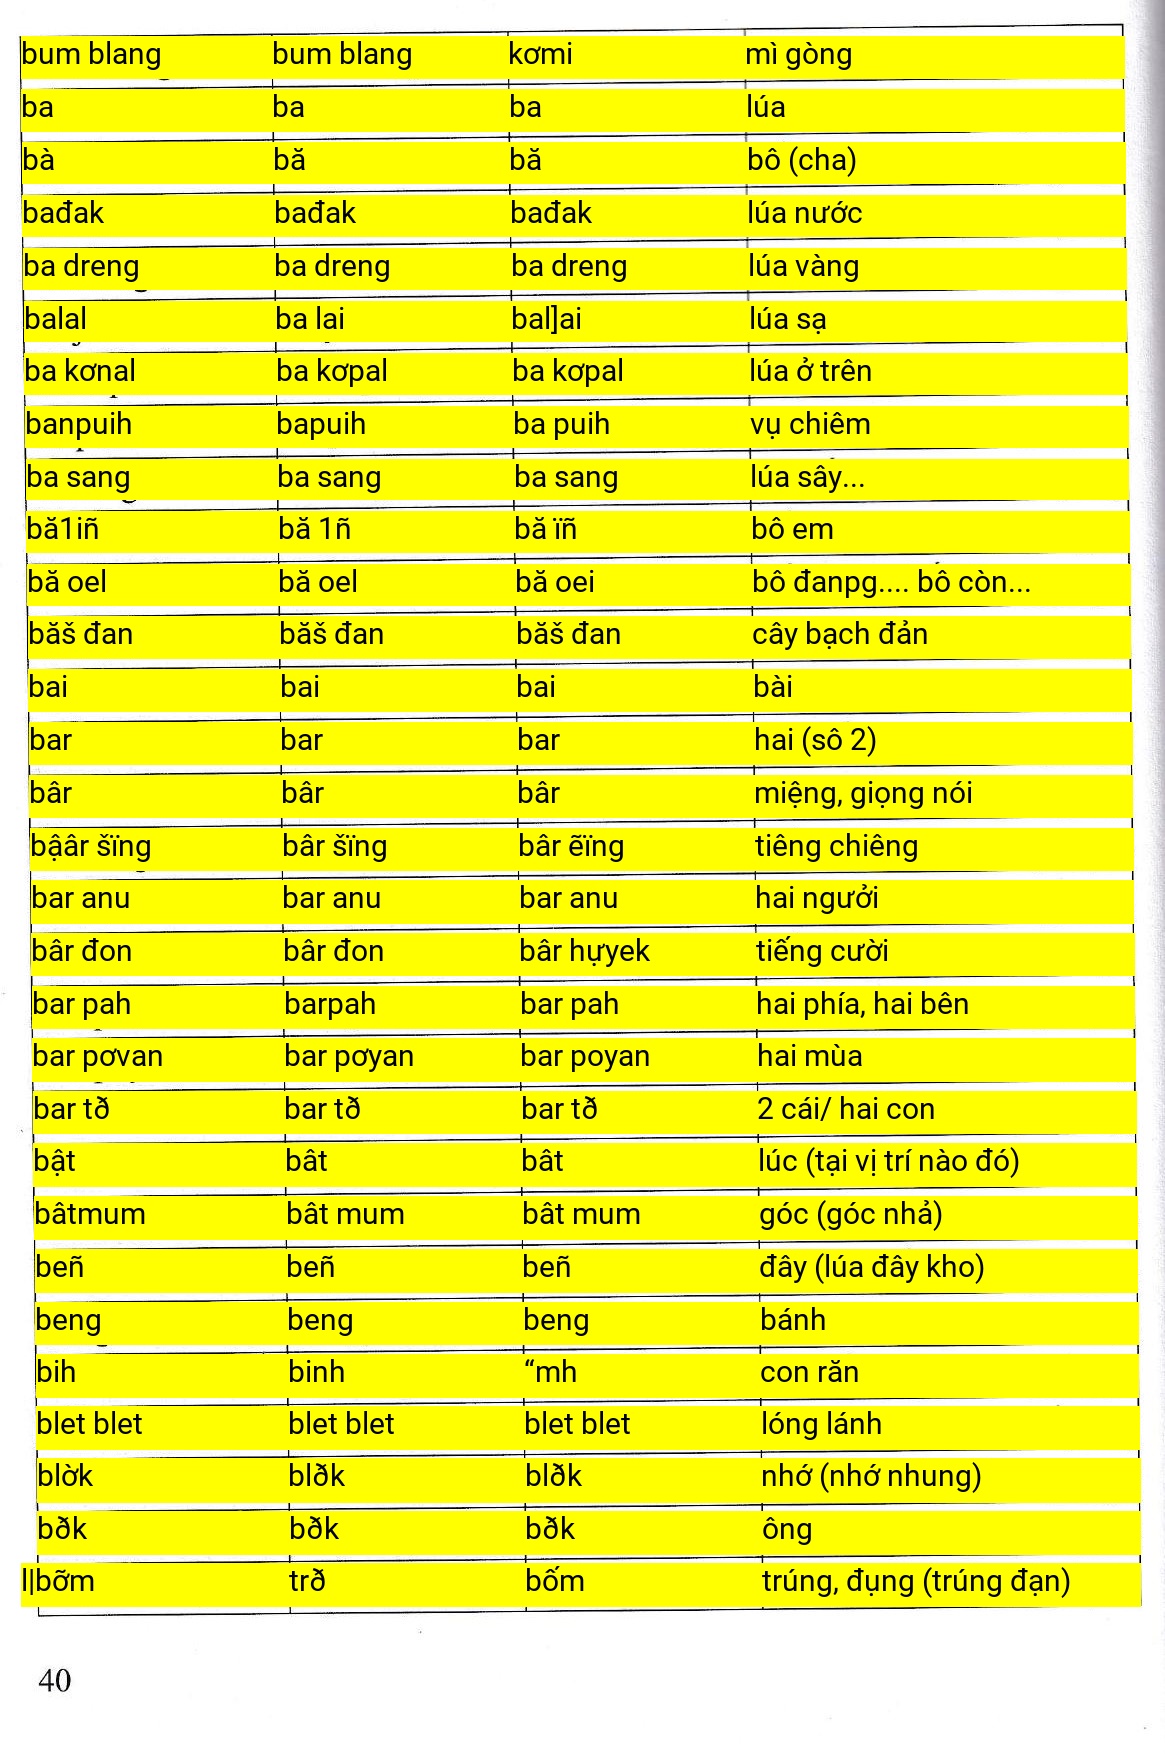 bum blang bum blang kơmi mì gòng
ba ba ba lúa
bà bă bă bô (cha)
bađak bađak bađak lúa nước
ba dreng ba dreng ba dreng lúa vàng
balal ba lai bal]ai lúa sạ
ba kơnal ba kơpal ba kơpal lúa ở trên
banpuih bapuih ba puih vụ chiêm
ba sang ba sang ba sang lúa sây...
bă1iñ bă 1ñ bă ïñ bô em
bă oel bă oel bă oei bô đanpg.... bô còn...
băš đan băš đan băš đan cây bạch đản
bai bai bai bài
bar bar bar hai (sô 2)
bâr bâr bâr miệng, giọng nói
bậâr šïng bâr šïng bâr ẽïng tiêng chiêng
bar anu bar anu bar anu hai người
bâr đon bâr đon bâr hựyek tiếng cười
bar pah barpah bar pah hai phía, hai bên
bar pơvan bar pơyan bar poyan hai mùa
bar tð bar tð bar tð 2 cái/ hai con
bật bât bât lúc (tại vị trí nào đó)
bâtmum bât mum bât mum góc (góc nhả)
beñ beñ beñ đây (lúa đây kho)
beng beng beng bánh
bih binh “mh con răn
blet blet blet blet blet blet lóng lánh
blờk blðk blðk nhớ (nhớ nhung)
bðk bðk bðk ông
l|bỡm trð bốm trúng, đụng (trúng đạn)
40